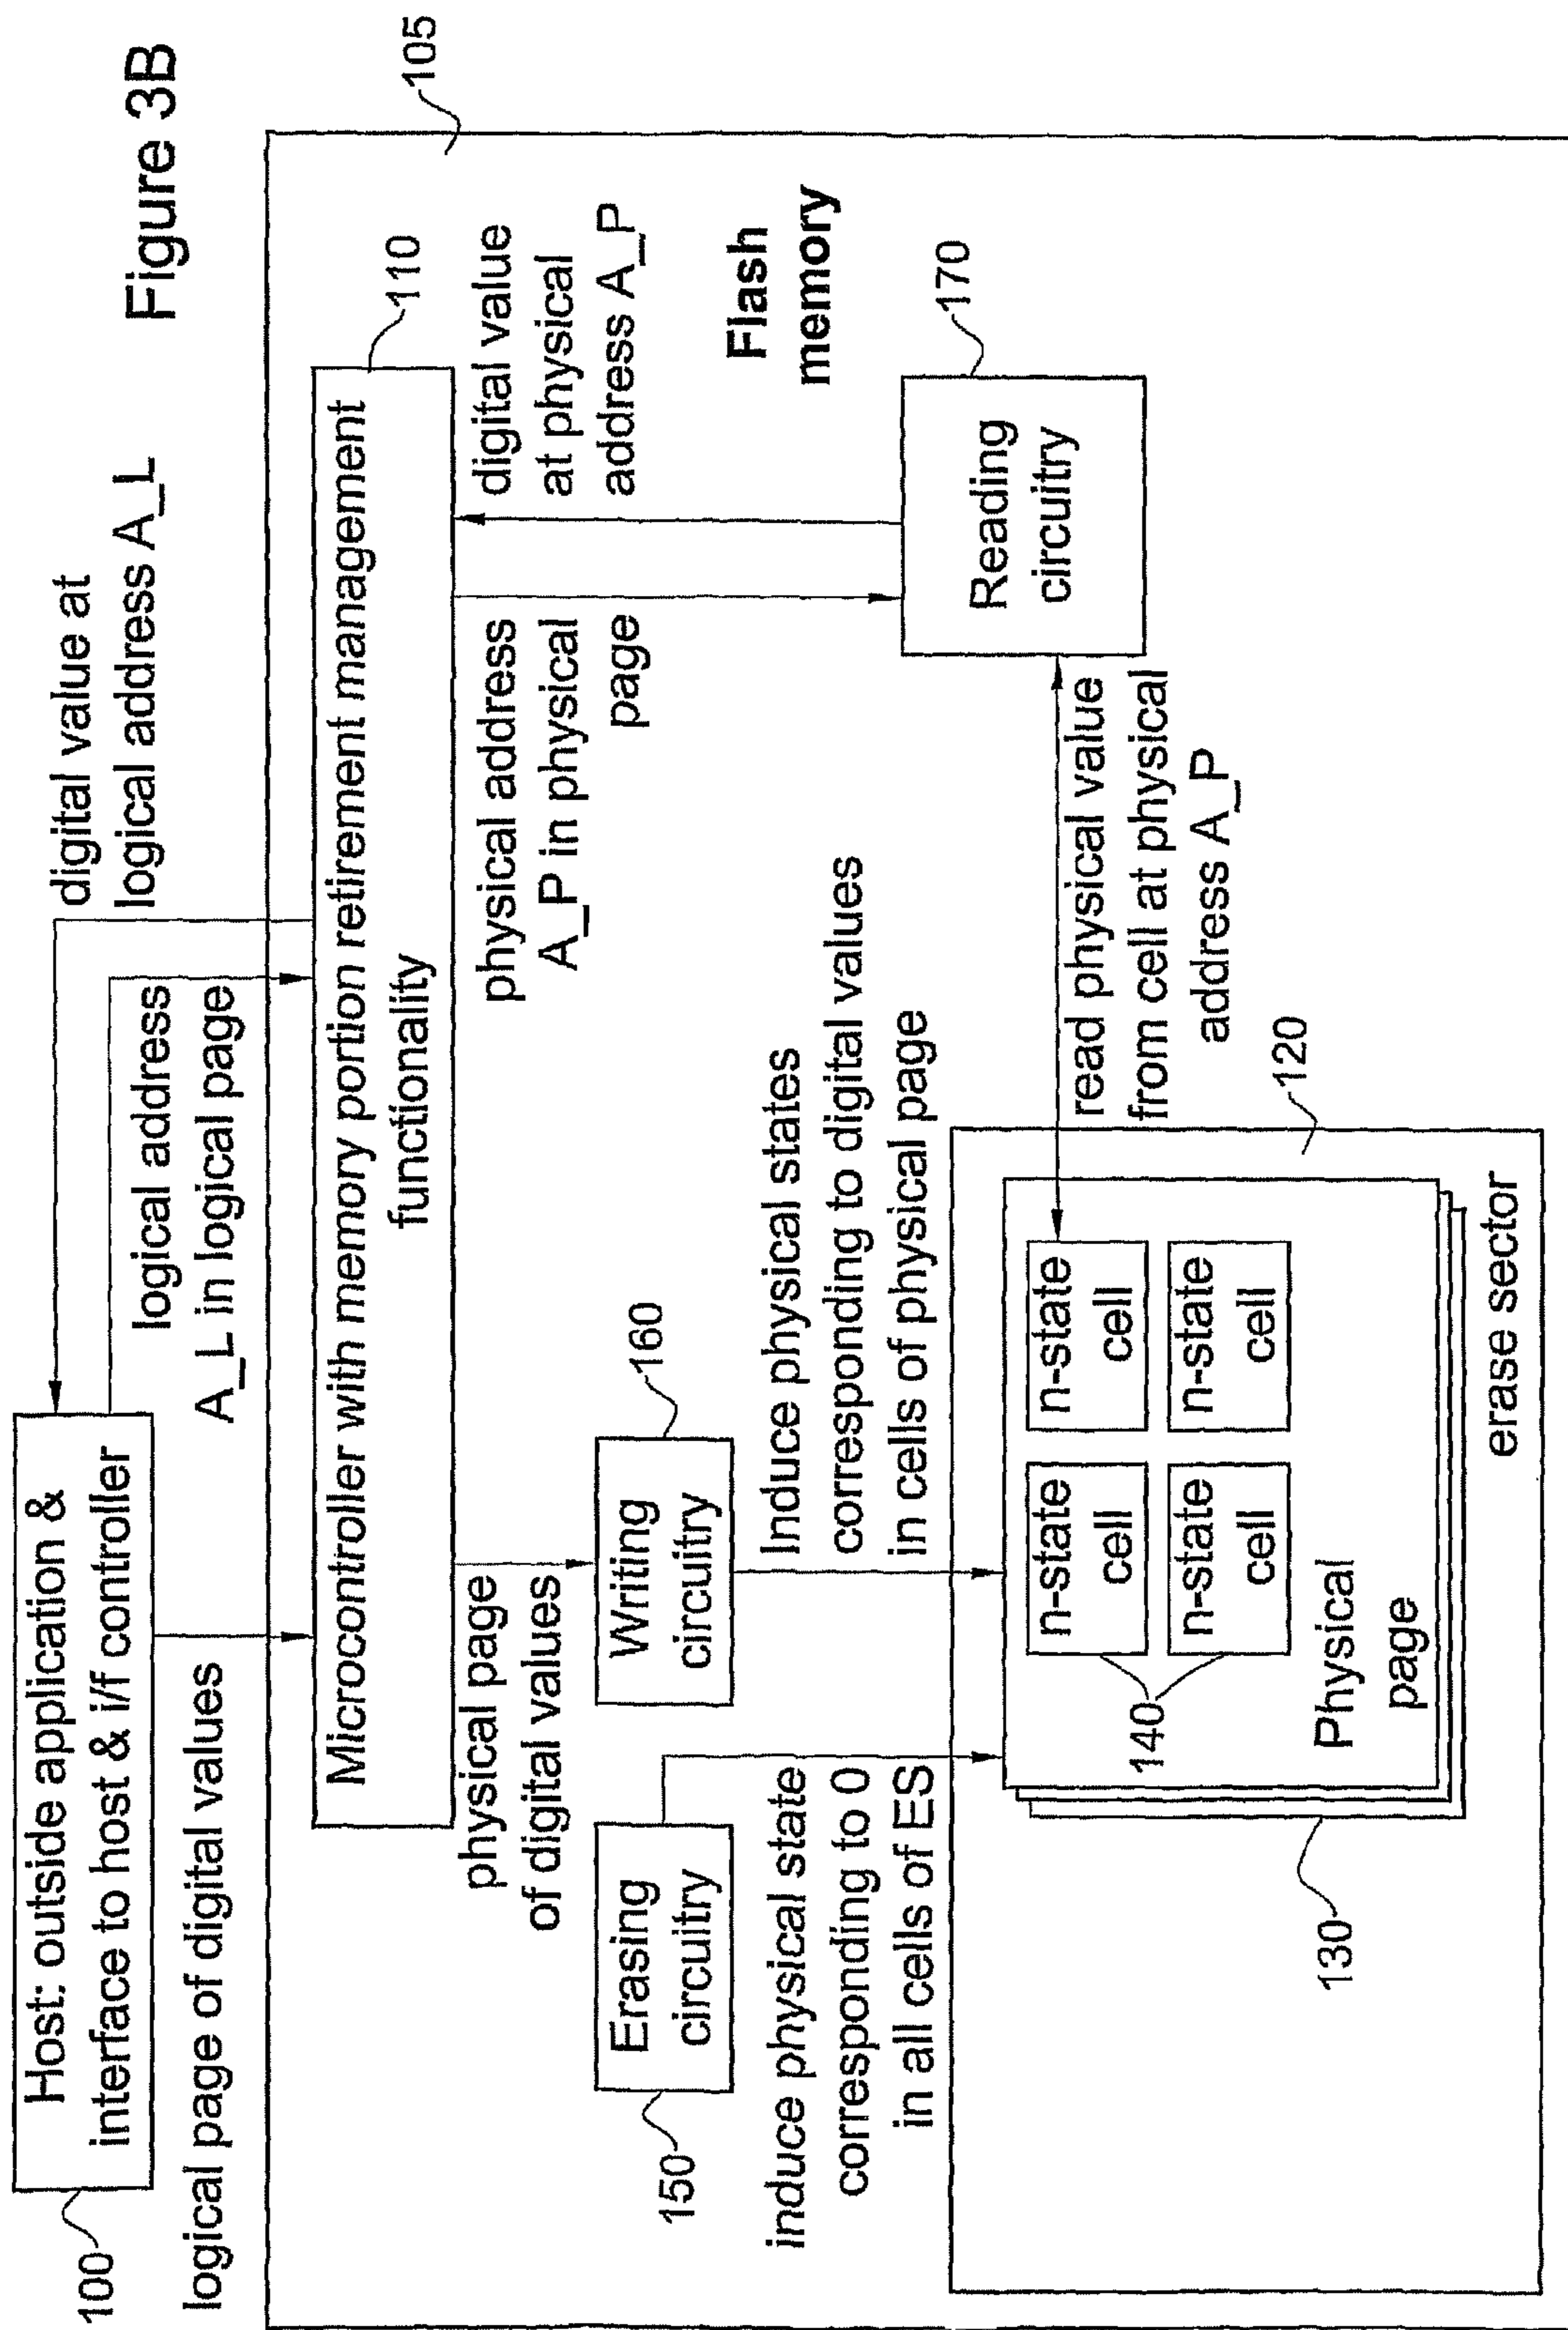 Figure 3B
100
Host: outside application &
interface to host & i/f controller
digital value at
logical address A_L
logical address
A_L in logical page
logical page of digital values
105
110
Microcontroller with memory portion retirement management
functionality
physical page
of digital values
physical address
A_P in physical
page
digital value
at physical
address A_P
Flash
memory
150
Erasing
circuitry
160
Writing
circuitry
170
Reading
circuitry
induce physical state
corresponding to 0
in all cells of ES
Induce physical states
corresponding to digital values
in cells of physical page
read physical value
from cell at physical
address A_P
120
n-state
cell
n-state
cell
n-state
cell
n-state
cell
140
Physical
page
130
erase sector